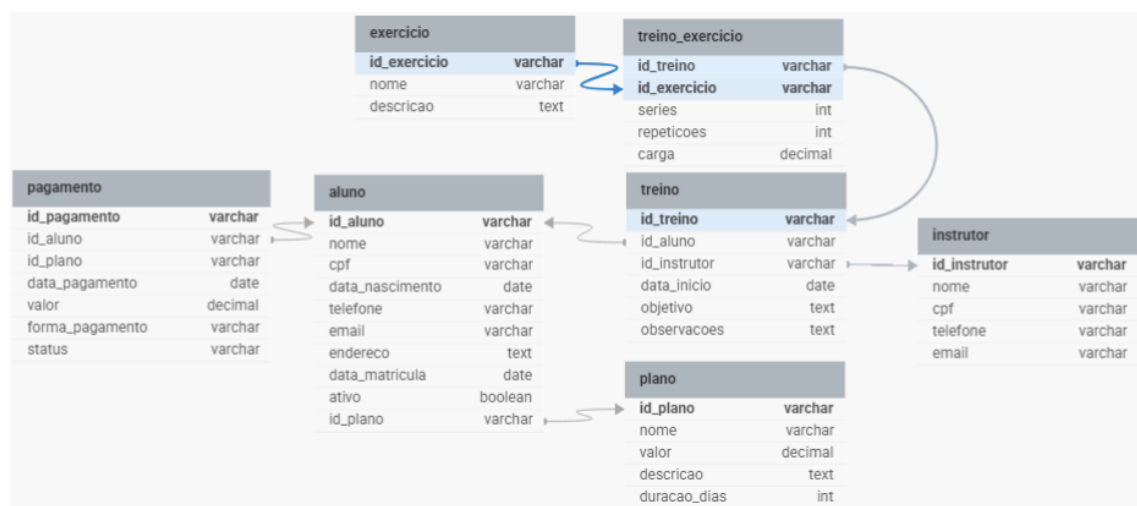 exercicio
id_exercicio varchar
nome varchar
descricao text
treino_exercicio
id_treino varchar
id_exercicio varchar
series int
repeticoes int
carga decimal
pagamento
id_pagamento varchar
id_aluno varchar
id_plano varchar
data_pagamento date
valor decimal
forma_pagamento varchar
status varchar
aluno
id_aluno varchar
nome varchar
cpf varchar
data_nascimento date
telefone varchar
email varchar
endereco text
data_matricula date
ativo boolean
id_plano varchar
treino
id_treino varchar
id_aluno varchar
id_instrutor varchar
data_inicio date
objetivo text
observacoes text
instrutor
id_instrutor varchar
nome varchar
cpf varchar
telefone varchar
email varchar
plano
id_plano varchar
nome varchar
valor decimal
descricao text
duracao_dias int